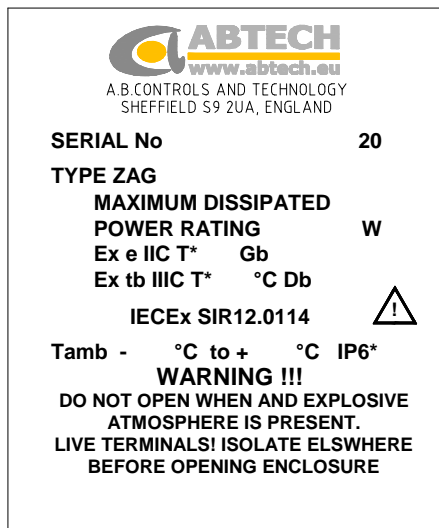 ABTECH
www.abtech.eu
A.B.CONTROLS AND TECHNOLOGY
SHEFFIELD S9 2UA, ENGLAND
SERIAL No 20
TYPE ZAG
MAXIMUM DISSIPATED
POWER RATING W
Ex e IIC T* Gb
Ex tb IIIC T* °C Db
IECEx SIR12.0114
!
Tamb - °C to + °C IP6*
WARNING !!!
DO NOT OPEN WHEN AND EXPLOSIVE
ATMOSPHERE IS PRESENT.
LIVE TERMINALS! ISOLATE ELSWHERE
BEFORE OPENING ENCLOSURE